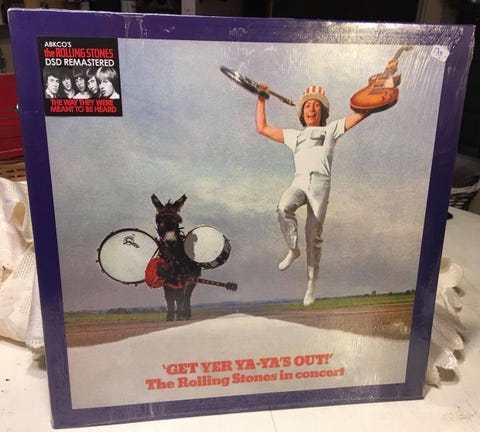 ABKCO'S
the ROLLING STONES
DSD REMASTERED
THE WAY THEY WERE
MEANT TO BE HEARD
'GET YER YA-YA'S OUT!'
The Rolling Stones in concert